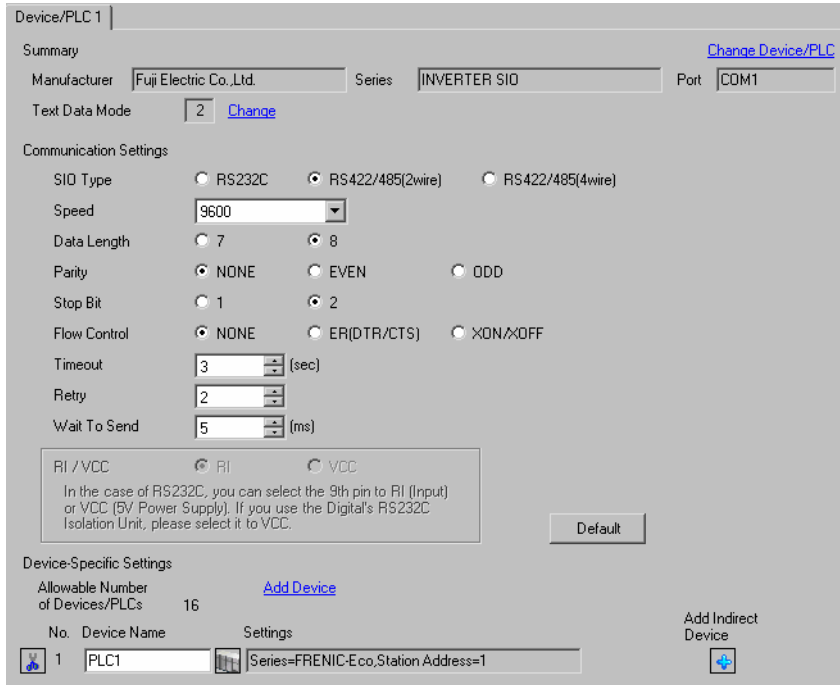 Device/PLC 1
Summary
Change Device/PLC
Manufacturer Fuji Electric Co.,Ltd. Series INVERTER SIO Port COM1
Text Data Mode 2 Change
Communication Settings
SIO Type RS232C RS422/485(2wire) RS422/485(4wire)
Speed 9600
Data Length 7 8
Parity NONE EVEN ODD
Stop Bit 1 2
Flow Control NONE ER(DTR/CTS) XON/XOFF
Timeout 3 (sec)
Retry 2
Wait To Send 5 (ms)
RI / VCC RI VCC
In the case of RS232C, you can select the 9th pin to RI (Input)
or VCC (5V Power Supply). If you use the Digital's RS232C
Isolation Unit, please select it to VCC.
Default
Device-Specific Settings
Allowable Number Add Device
of Devices/PLCs 16
Add Indirect
No. Device Name Settings Device
1 PLC1 Series=FRENIC-Eco,Station Address=1